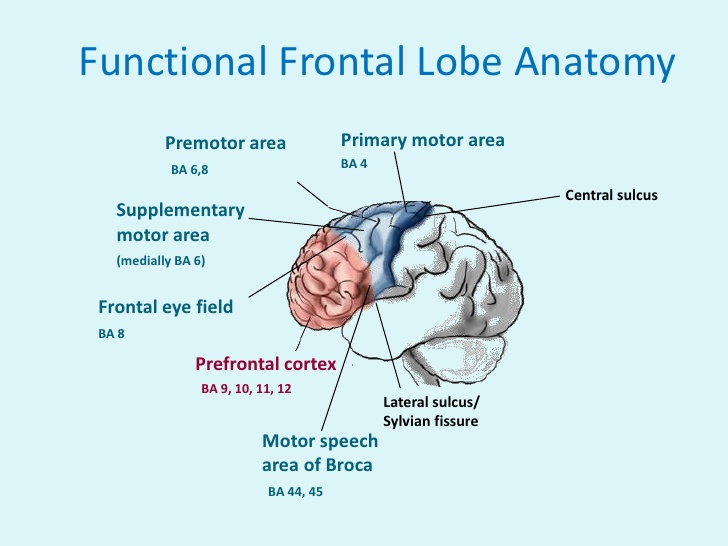 Functional Frontal Lobe Anatomy
Premotor area
BA 6,8
Primary motor area
BA 4
Central sulcus
Supplementary
motor area
(medially BA 6)
Frontal eye field
BA 8
Prefrontal cortex
BA 9, 10, 11, 12
Lateral sulcus/
Sylvian fissure
Motor speech
area of Broca
BA 44, 45